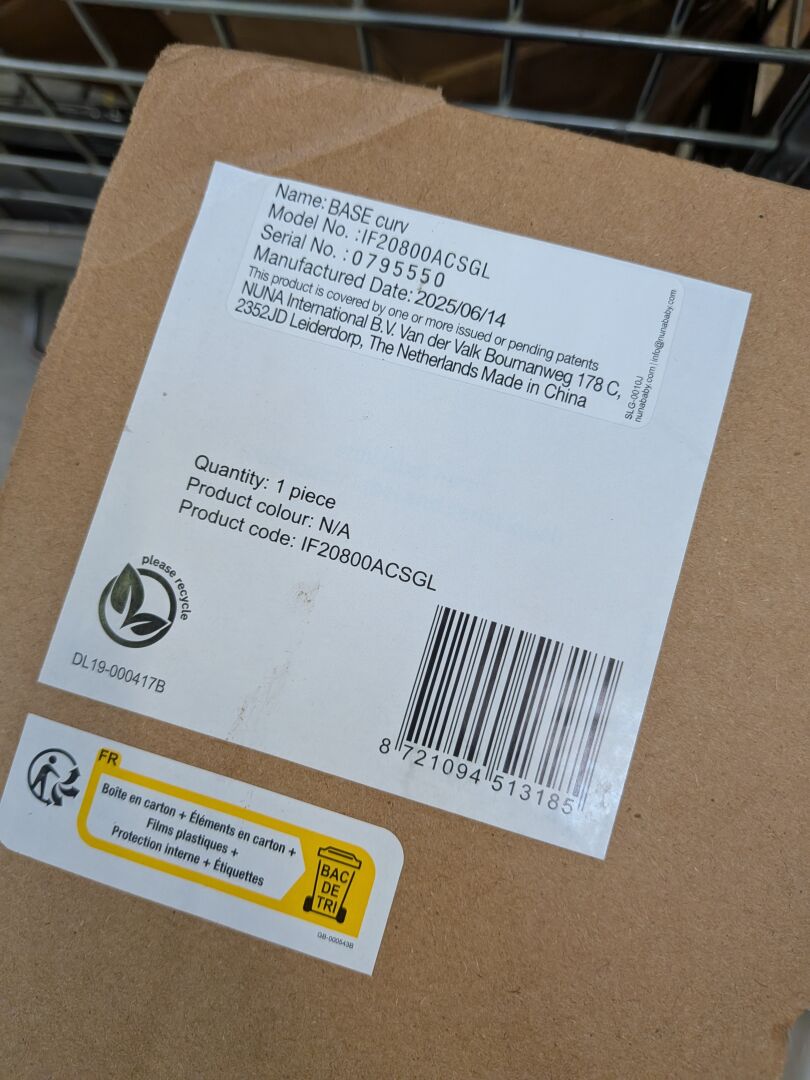 Name: BASE curv
Model No. :IF20800ACSGL
Serial No. :0795550
Manufactured Date: 2025/06/14
This product is covered by one or more issued or pending patents
NUNA International B.V. Van der Valk Boumanweg 178 C,
2352JD Leiderdorp, The Netherlands Made in China
SLG-0010J
nunababy.com | info@nunababy.com
Quantity: 1 piece
Product colour: N/A
Product code: IF20800ACSGL
please recycle
DL19-000417B
8 721094 513185
FR
Boîte en carton + Éléments en carton +
Films plastiques +
Protection interne + Étiquettes
BAC
DE
TRI
GB-000543B